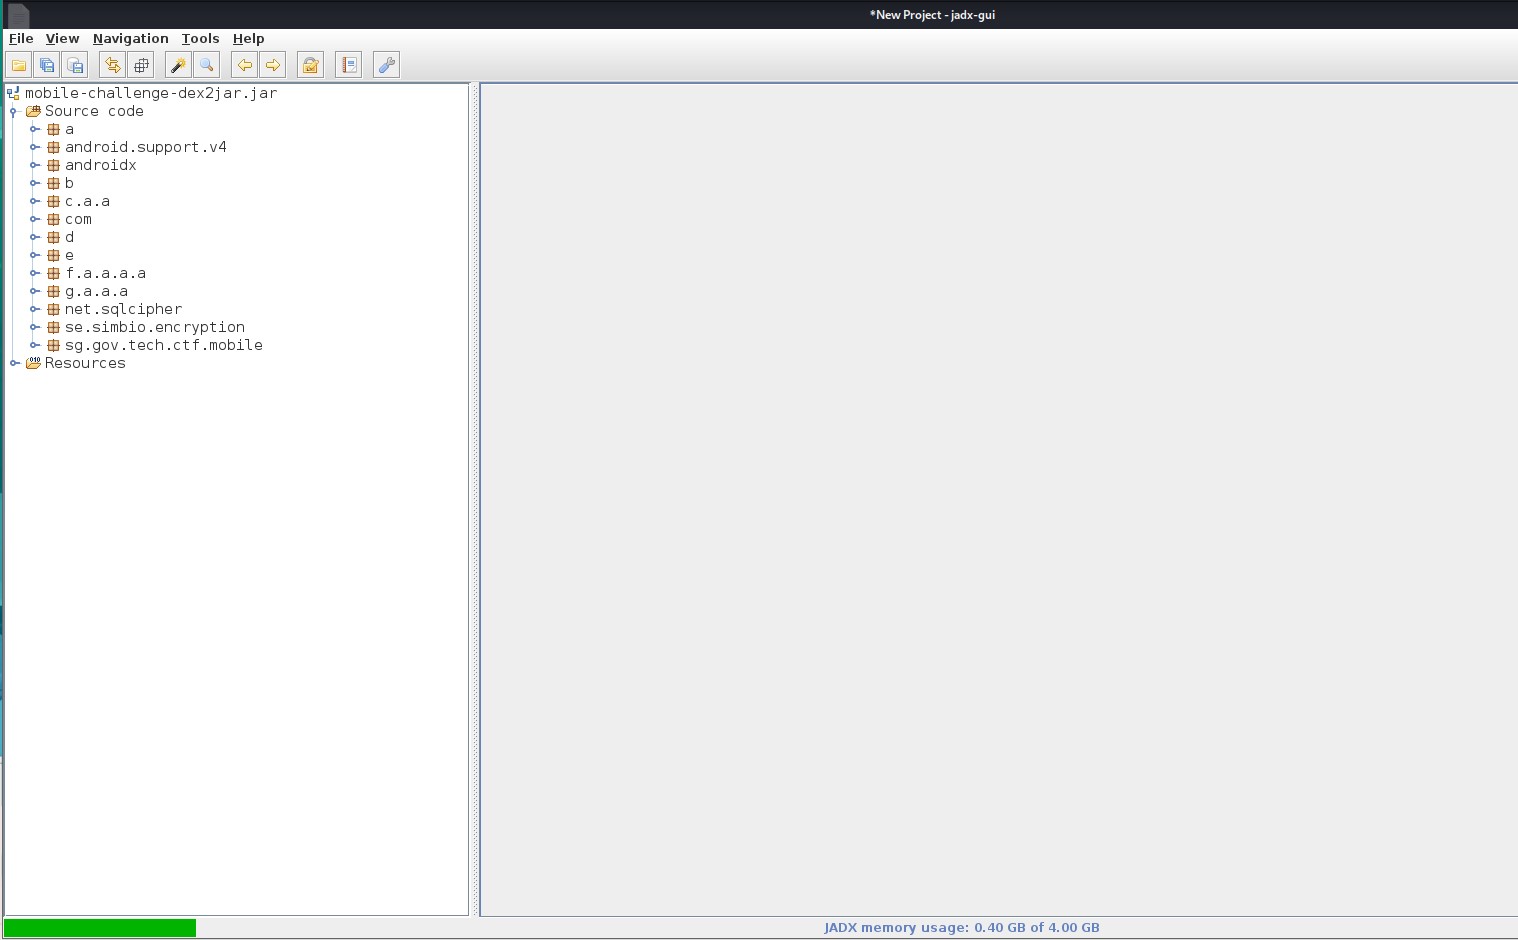 *New Project - jadx-gui
File View Navigation Tools Help
mobile-challenge-dex2jar.jar
Source code
a
android.support.v4
androidx
b
c.a.a
com
d
e
f.a.a.a.a
g.a.a.a
net.sqlcipher
se.simbio.encryption
sg.gov.tech.ctf.mobile
Resources
JADX memory usage: 0.40 GB of 4.00 GB